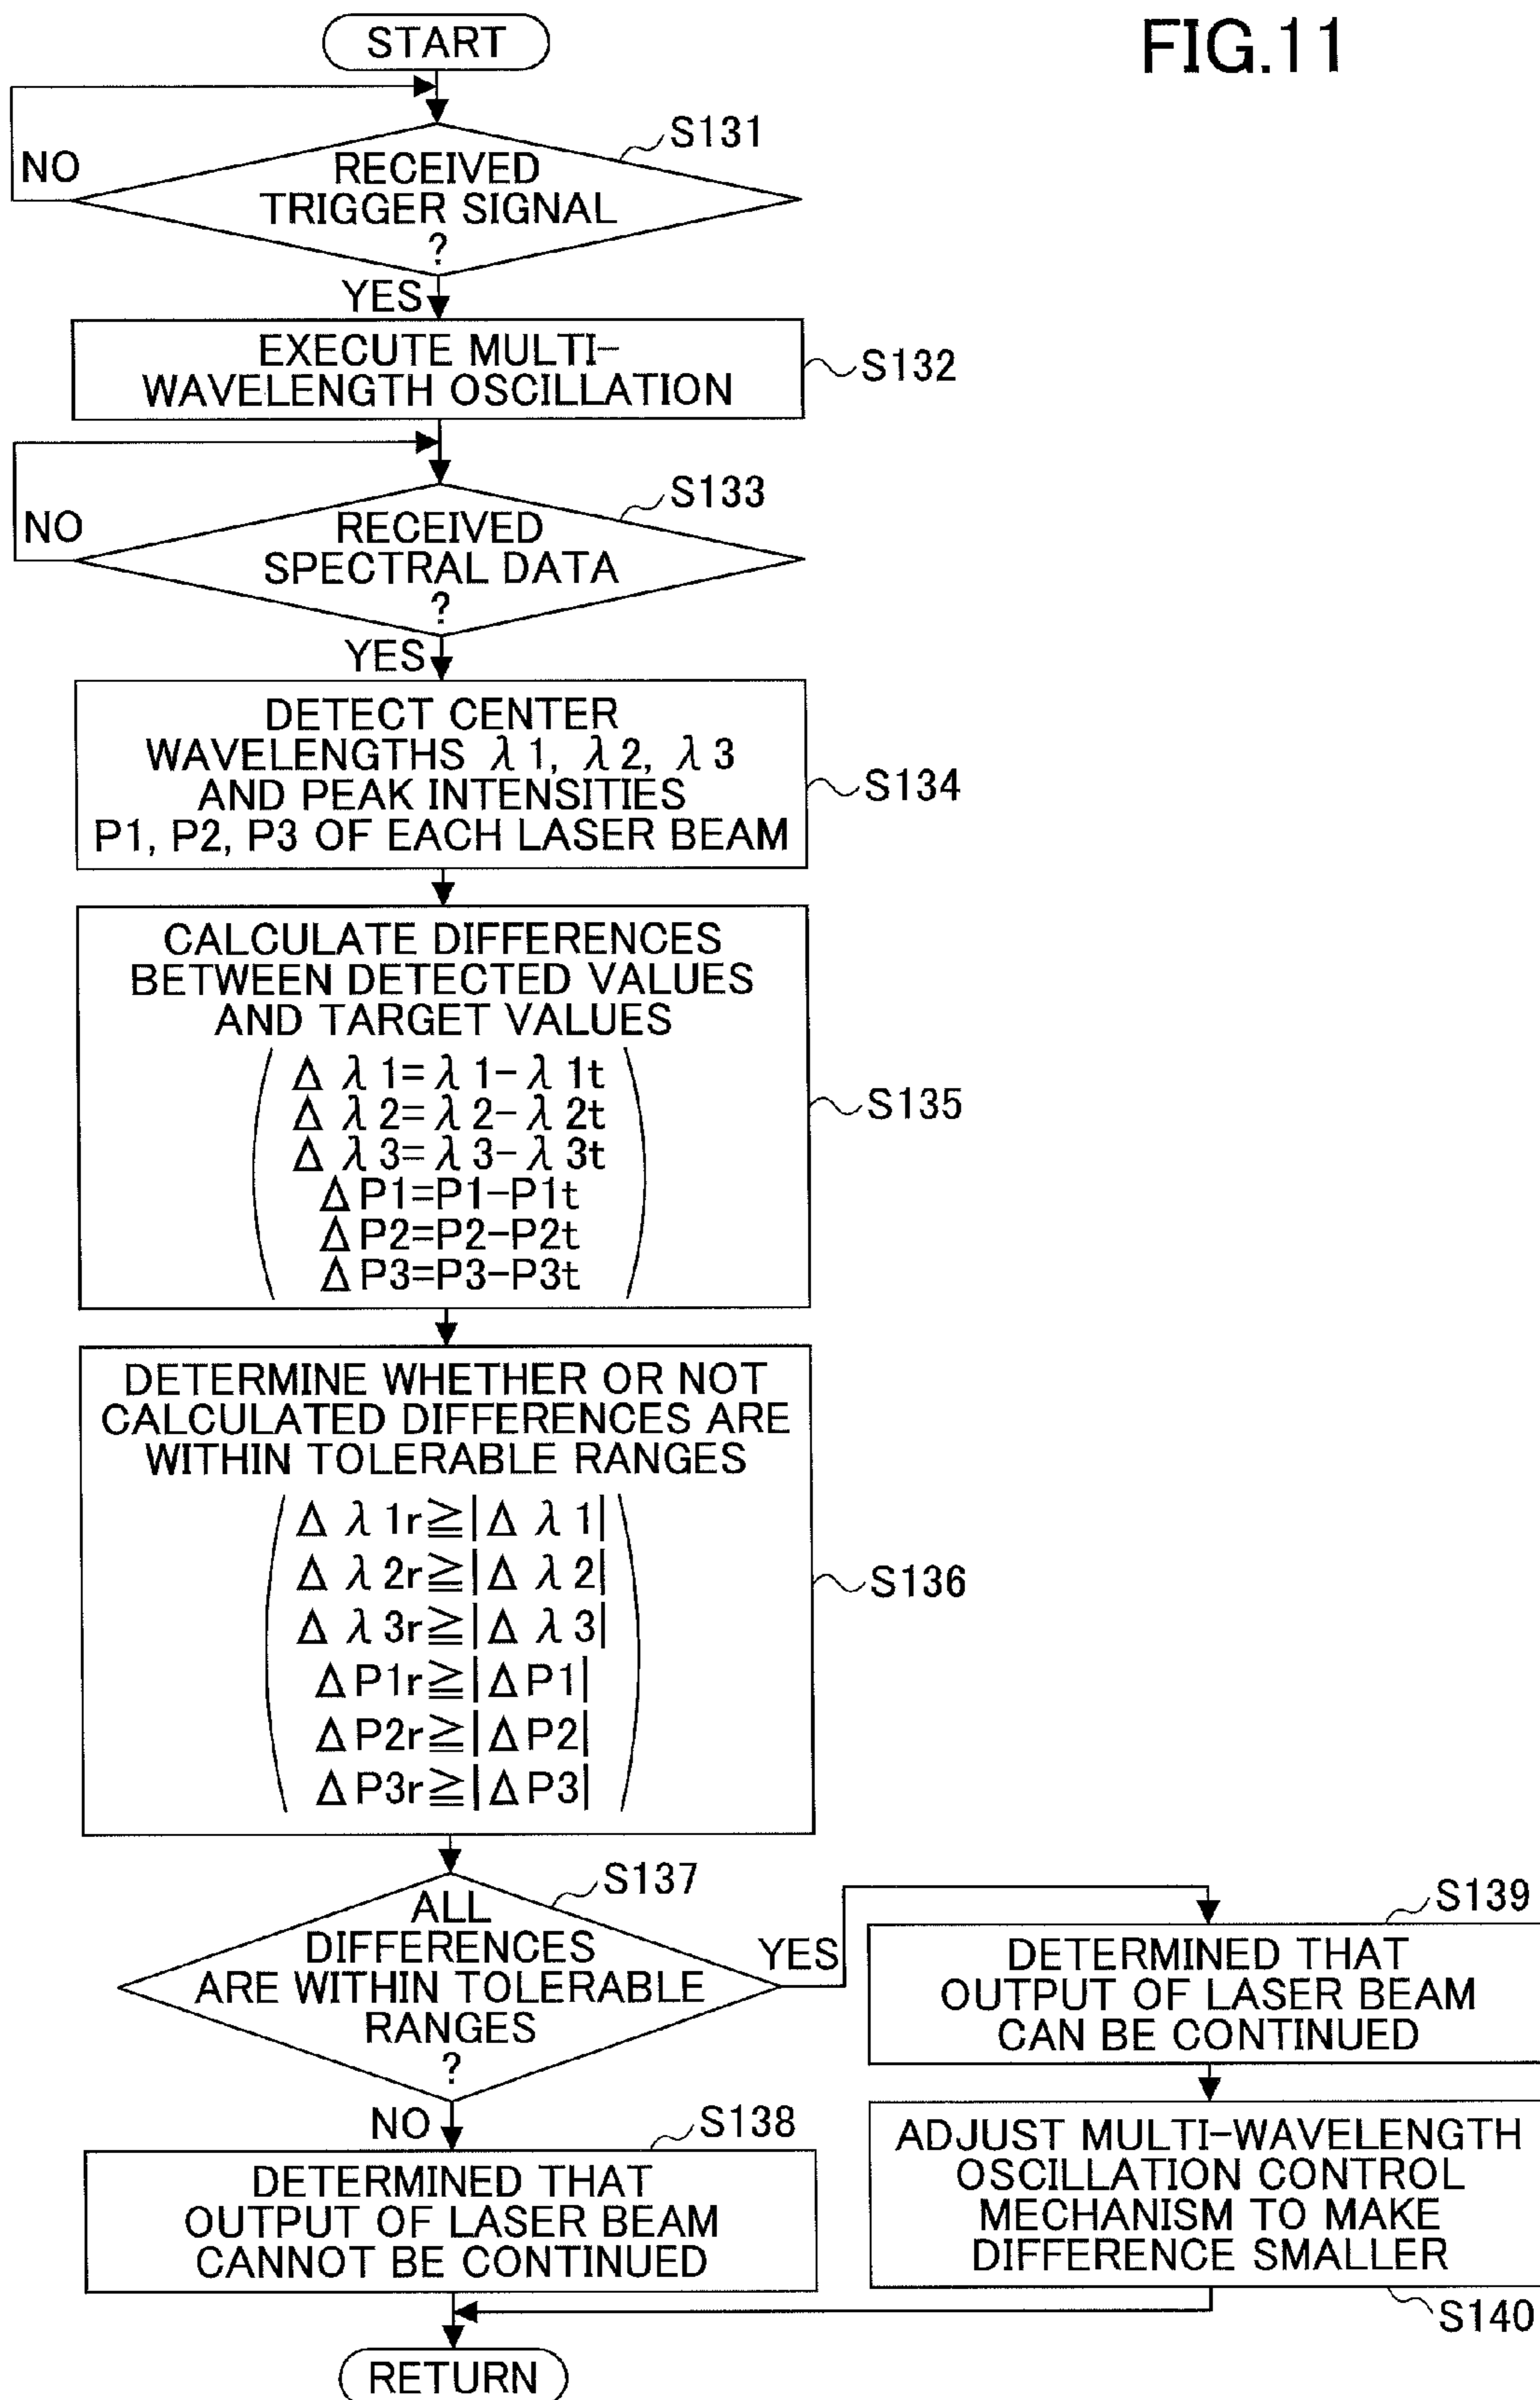 FIG.11
START
S131
NO
RECEIVED
TRIGGER SIGNAL
?
YES
EXECUTE MULTI-
WAVELENGTH OSCILLATION
S132
S133
NO
RECEIVED
SPECTRAL DATA
?
YES
DETECT CENTER
WAVELENGTHS λ1, λ2, λ3
AND PEAK INTENSITIES
P1, P2, P3 OF EACH LASER BEAM
S134
CALCULATE DIFFERENCES
BETWEEN DETECTED VALUES
AND TARGET VALUES
Δλ1=λ1-λ1t
Δλ2=λ2-λ2t
Δλ3=λ3-λ3t
ΔP1=P1-P1t
ΔP2=P2-P2t
ΔP3=P3-P3t
S135
DETERMINE WHETHER OR NOT
CALCULATED DIFFERENCES ARE
WITHIN TOLERABLE RANGES
Δλ1r≧|Δλ1|
Δλ2r≧|Δλ2|
Δλ3r≧|Δλ3|
ΔP1r≧|ΔP1|
ΔP2r≧|ΔP2|
ΔP3r≧|ΔP3|
S136
S137
ALL
DIFFERENCES
ARE WITHIN TOLERABLE
RANGES
?
YES
NO
S138
DETERMINED THAT
OUTPUT OF LASER BEAM
CANNOT BE CONTINUED
S139
DETERMINED THAT
OUTPUT OF LASER BEAM
CAN BE CONTINUED
ADJUST MULTI-WAVELENGTH
OSCILLATION CONTROL
MECHANISM TO MAKE
DIFFERENCE SMALLER
S140
RETURN